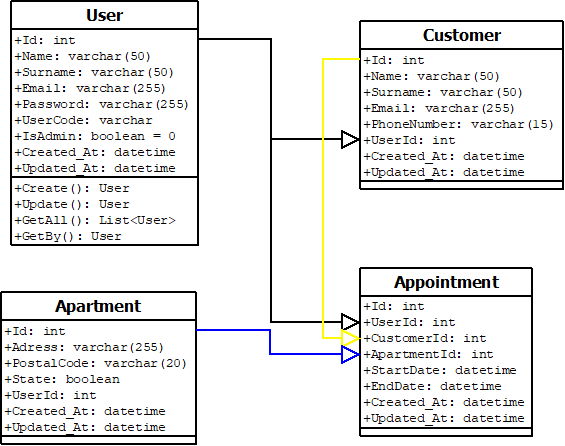 User
+Id: int
+Name: varchar(50)
+Surname: varchar(50)
+Email: varchar(255)
+Password: varchar(255)
+UserCode: varchar
+IsAdmin: boolean = 0
+Created_At: datetime
+Updated_At: datetime
+Create(): User
+Update(): User
+GetAll(): List<User>
+GetBy(): User
Customer
+Id: int
+Name: varchar(50)
+Surname: varchar(50)
+Email: varchar(255)
+PhoneNumber: varchar(15)
+UserId: int
+Created_At: datetime
+Updated_At: datetime
Apartment
+Id: int
+Adress: varchar(255)
+PostalCode: varchar(20)
+State: boolean
+UserId: int
+Created_At: datetime
+Updated_At: datetime
Appointment
+Id: int
+UserId: int
+CustomerId: int
+ApartmentId: int
+StartDate: datetime
+EndDate: datetime
+Created_At: datetime
+Updated_At: datetime